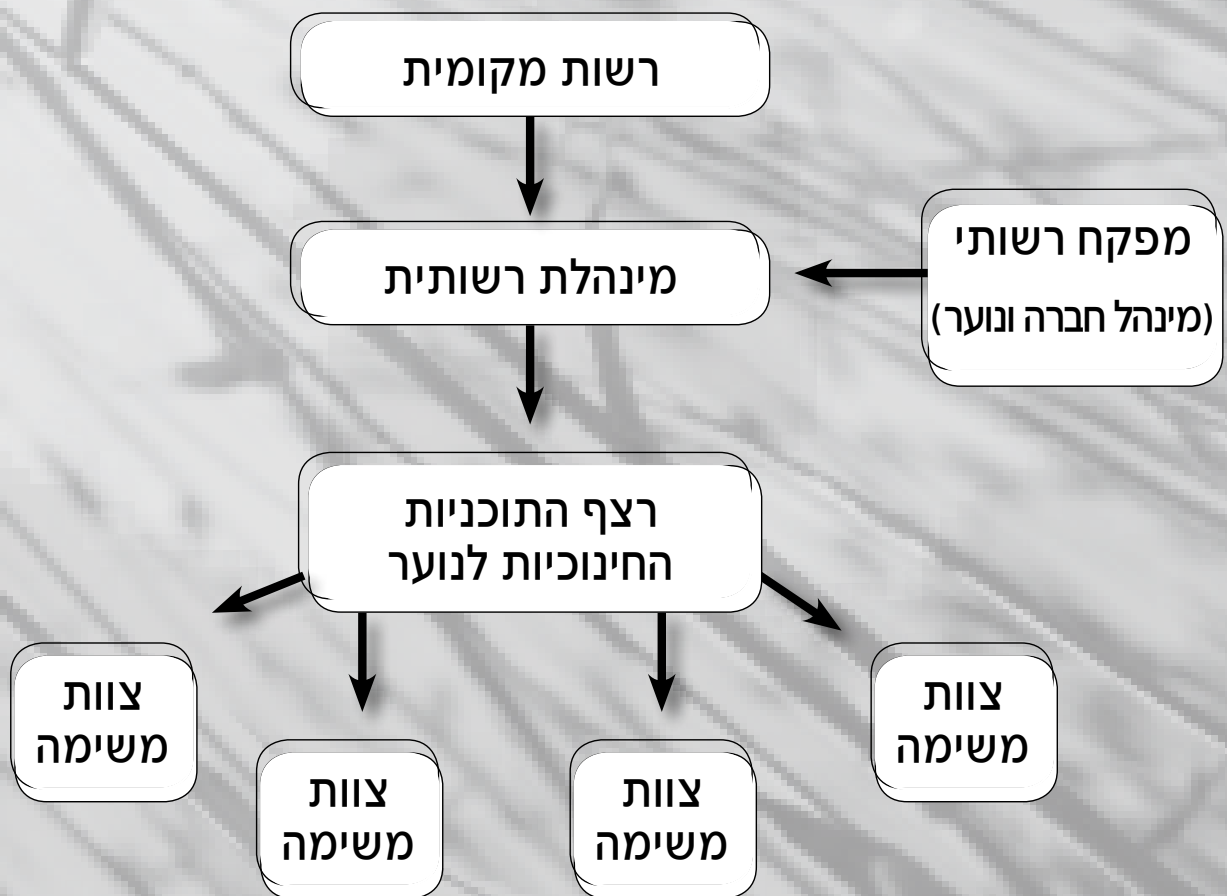 רשות מקומית
מפקח רשותי
(מינהל חברה ונוער)
מינהלת רשותית
רצף התוכניות
החינוכיות לנוער
צוות
משימה
צוות
משימה
צוות
משימה
צוות
משימה